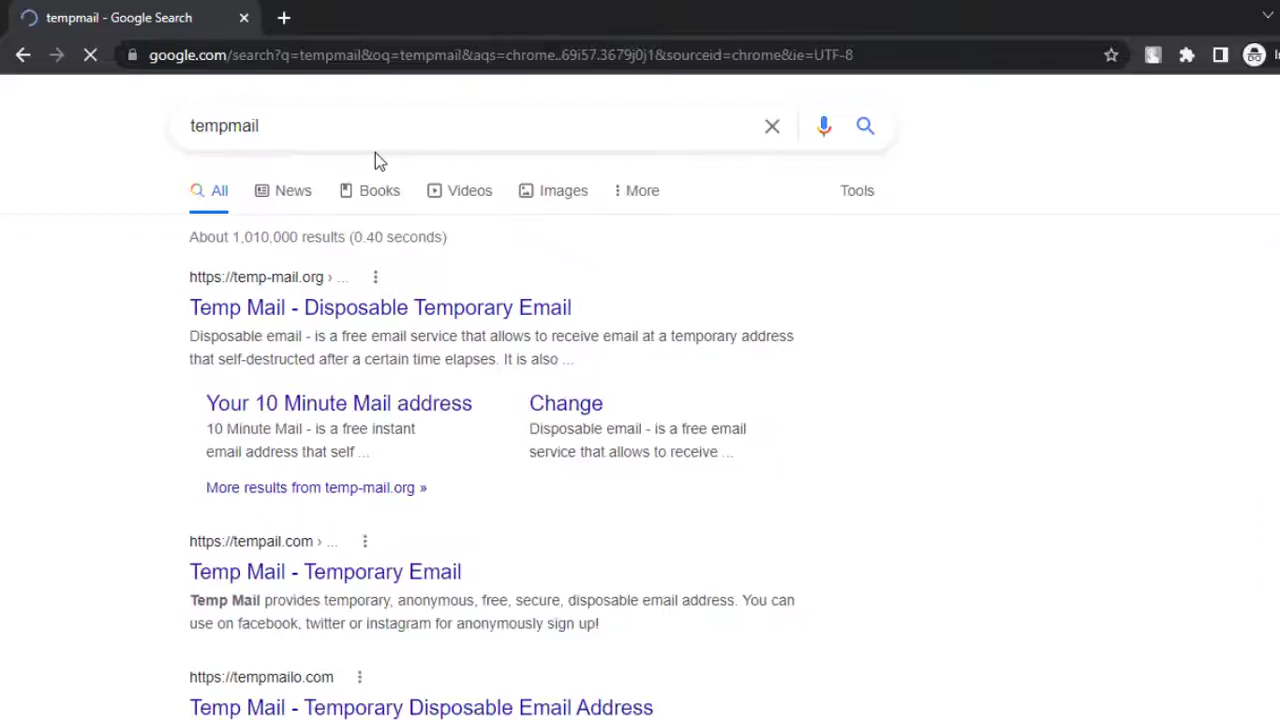 tempmail - Google Search
google.com/search?q=tempmail&oq=tempmail&aqs=chrome..69i57.3679j0j1&sourceid=chrome&ie=UTF-8
tempmail
All News Books Videos Images More Tools
About 1,010,000 results (0.40 seconds)
https://temp-mail.org › ...
Temp Mail - Disposable Temporary Email
Disposable email - is a free email service that allows to receive email at a temporary address
that self-destructed after a certain time elapses. It is also ...
Your 10 Minute Mail address Change
10 Minute Mail - is a free instant Disposable email - is a free email
email address that self ... service that allows to receive ...
More results from temp-mail.org »
https://tempail.com › ...
Temp Mail - Temporary Email
Temp Mail provides temporary, anonymous, free, secure, disposable email address. You can
use on facebook, twitter or instagram for anonymously sign up!
https://tempmailo.com
Temp Mail - Temporary Disposable Email Address